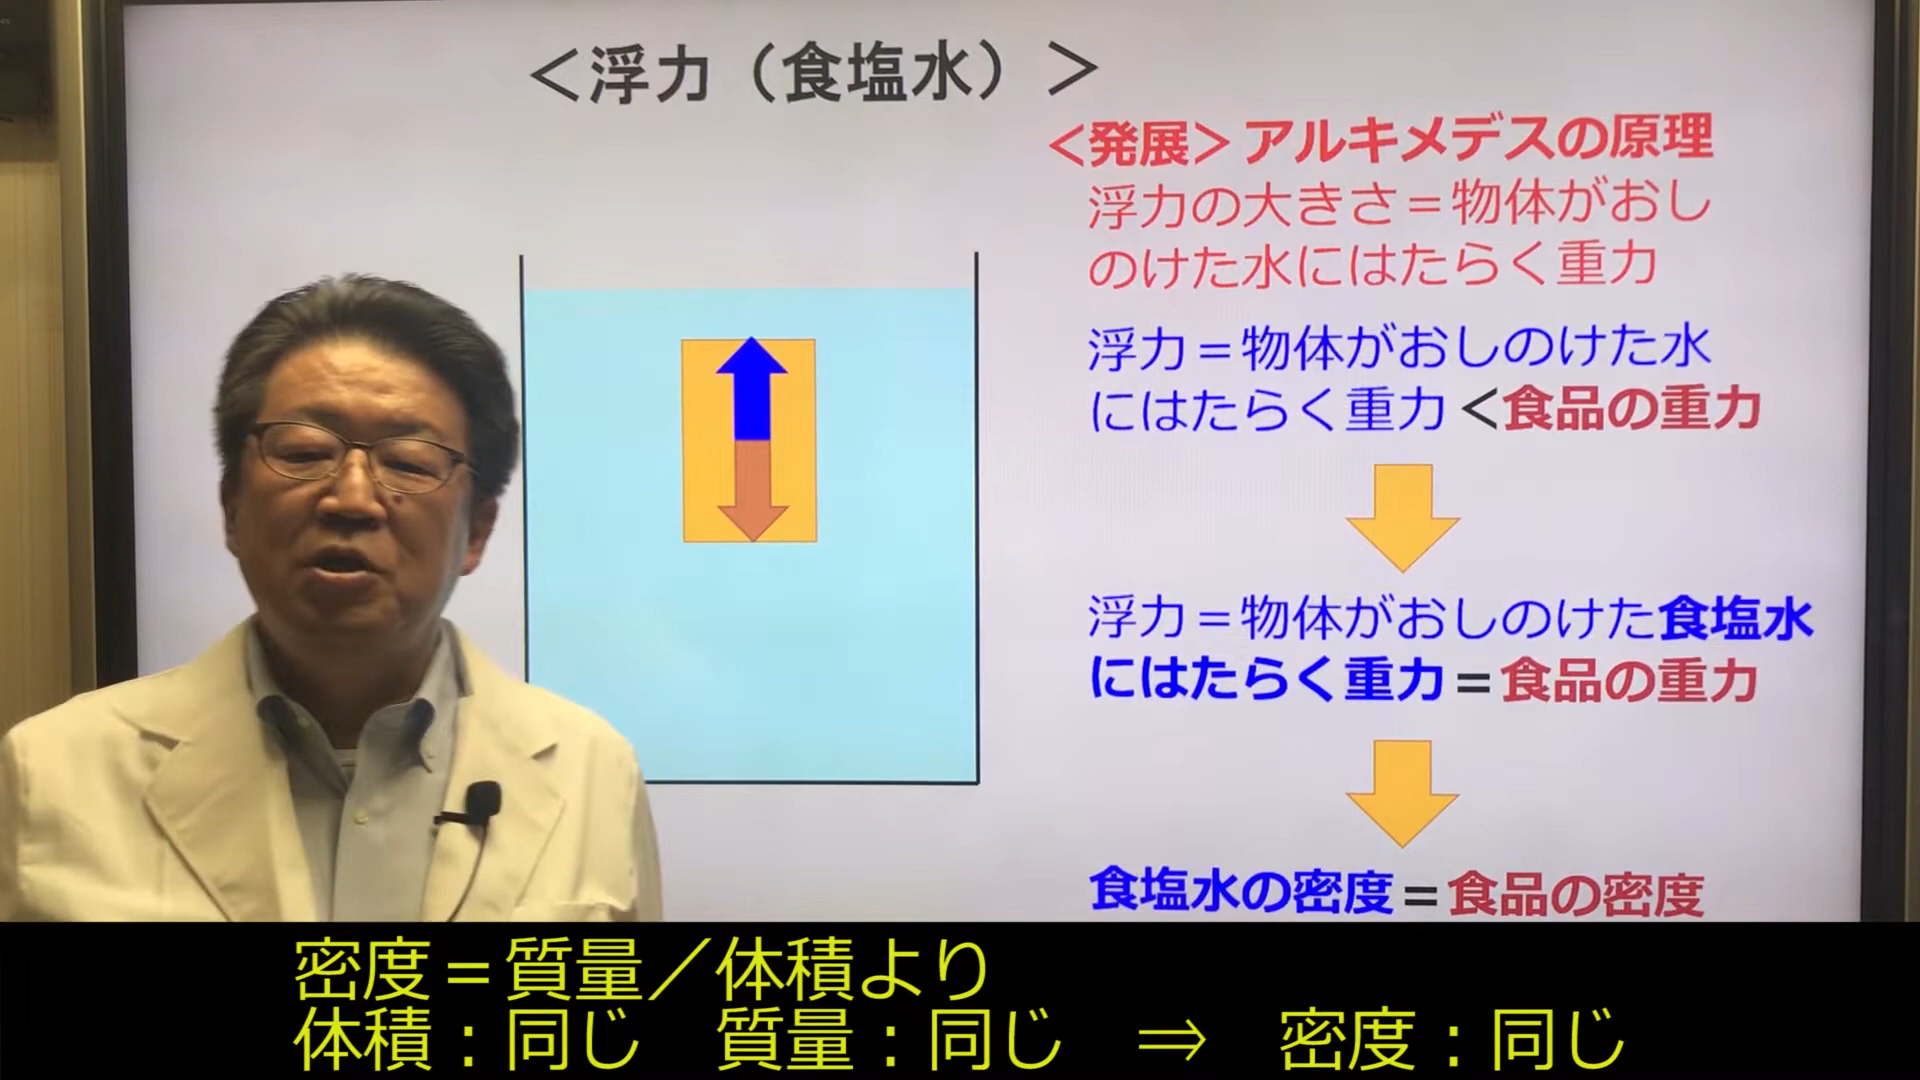 ＜浮力（食塩水）＞
＜発展＞アルキメデスの原理
浮力の大きさ＝物体がおし
のけた水にはたらく重力
浮力＝物体がおしのけた水
にはたらく重力＜食品の重力
浮力＝物体がおしのけた食塩水
にはたらく重力＝食品の重力
食塩水の密度＝食品の密度
密度＝質量／体積より
体積：同じ　質量：同じ　⇒　密度：同じ